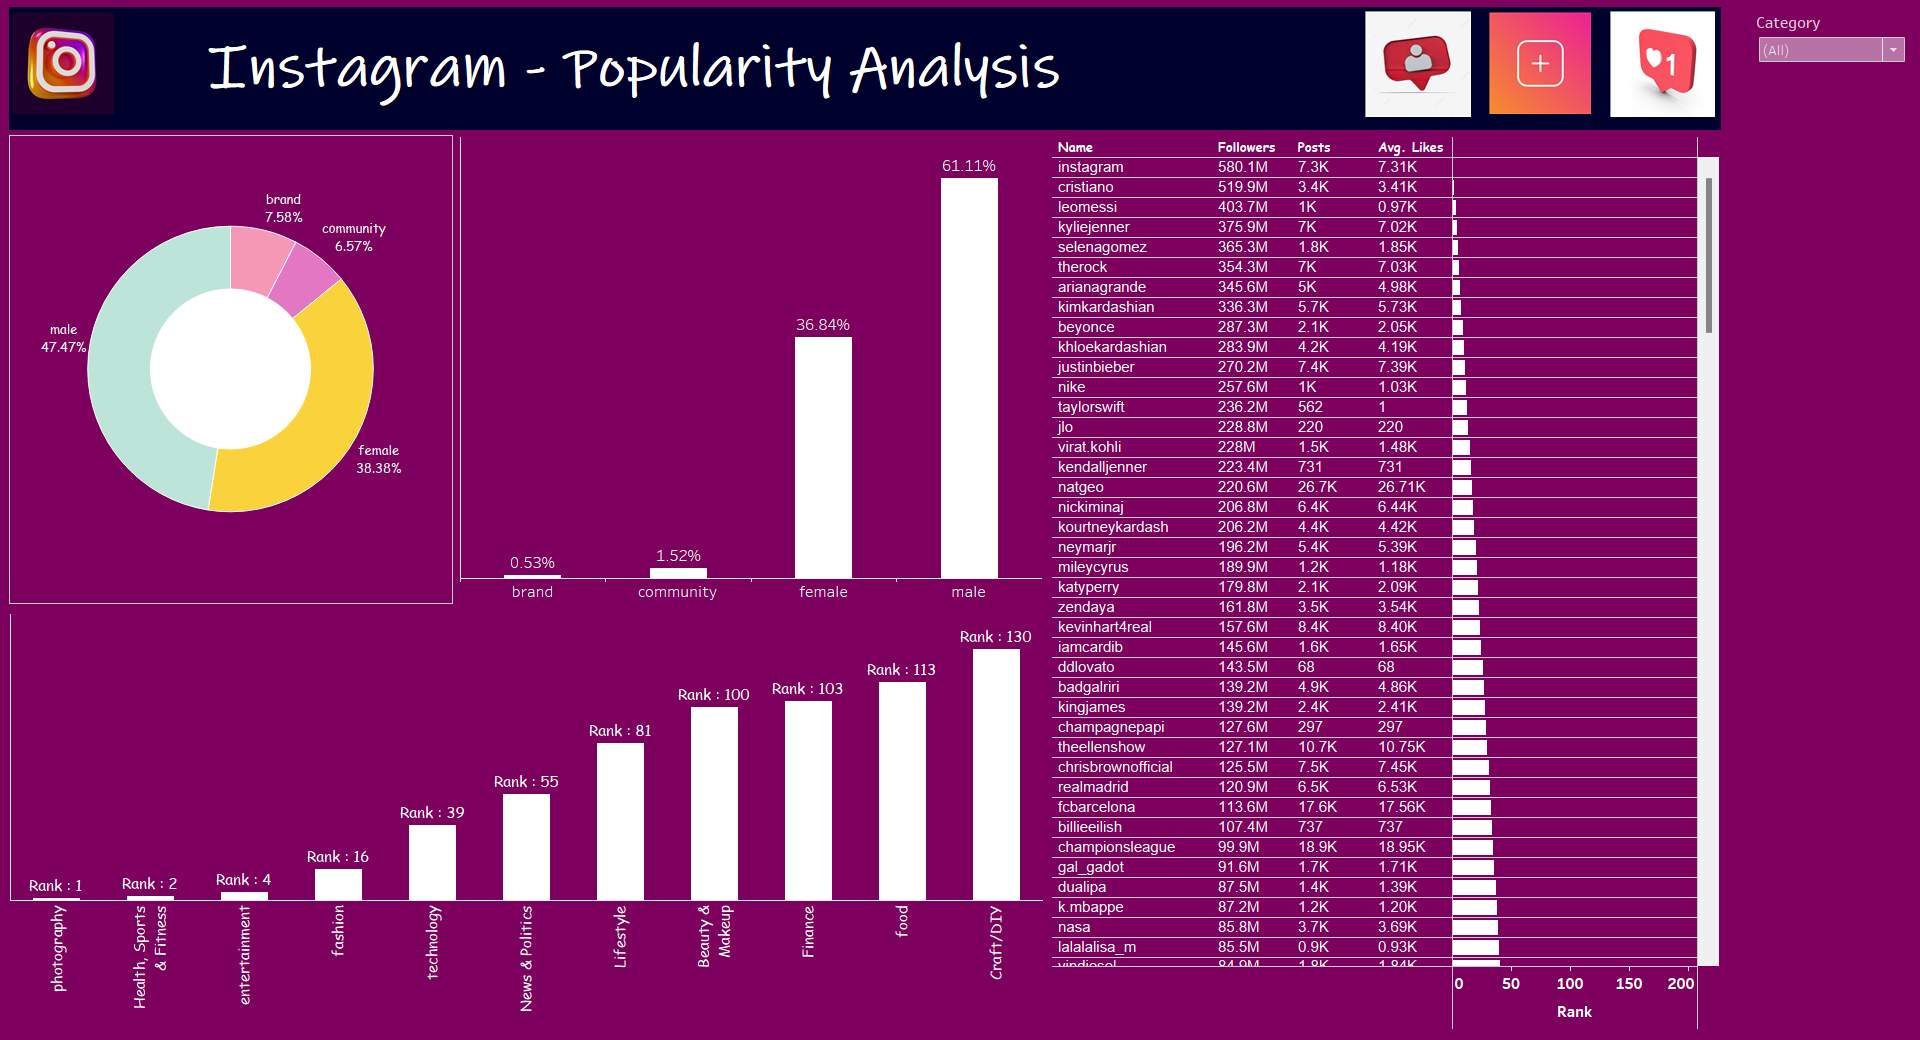 Instagram - Popularity Analysis
1
Category
(All)
brand
7.58%
community
6.57%
male
47.47%
female
38.38%
61.11%
36.84%
1.52%
0.53%
brand community female male
Rank : 1
Rank : 2
Rank : 4
Rank : 16
Rank : 39
Rank : 55
Rank : 81
Rank : 100
Rank : 103
Rank : 113
Rank : 130
photography
Health, Sports
& Fitness
entertainment
fashion
technology
News & Politics
Lifestyle
Beauty &
Makeup
Finance
food
Craft/DIY
Name Followers Posts Avg. Likes
instagram 580.1M 7.3K 7.31K
cristiano 519.9M 3.4K 3.41K
leomessi 403.7M 1K 0.97K
kyliejenner 375.9M 7K 7.02K
selenagomez 365.3M 1.8K 1.85K
therock 354.3M 7K 7.03K
arianagrande 345.6M 5K 4.98K
kimkardashian 336.3M 5.7K 5.73K
beyonce 287.3M 2.1K 2.05K
khloekardashian 283.9M 4.2K 4.19K
justinbieber 270.2M 7.4K 7.39K
nike 257.6M 1K 1.03K
taylorswift 236.2M 562 1
jlo 228.8M 220 220
virat.kohli 228M 1.5K 1.48K
kendalljenner 223.4M 731 731
natgeo 220.6M 26.7K 26.71K
nickiminaj 206.8M 6.4K 6.44K
kourtneykardash 206.2M 4.4K 4.42K
neymarjr 196.2M 5.4K 5.39K
mileycyrus 189.9M 1.2K 1.18K
katyperry 179.8M 2.1K 2.09K
zendaya 161.8M 3.5K 3.54K
kevinhart4real 157.6M 8.4K 8.40K
iamcardib 145.6M 1.6K 1.65K
ddlovato 143.5M 68 68
badgalriri 139.2M 4.9K 4.86K
kingjames 139.2M 2.4K 2.41K
champagnepapi 127.6M 297 297
theellenshow 127.1M 10.7K 10.75K
chrisbrownofficial 125.5M 7.5K 7.45K
realmadrid 120.9M 6.5K 6.53K
fcbarcelona 113.6M 17.6K 17.56K
billieeilish 107.4M 737 737
championsleague 99.9M 18.9K 18.95K
gal_gadot 91.6M 1.7K 1.71K
dualipa 87.5M 1.4K 1.39K
k.mbappe 87.2M 1.2K 1.20K
nasa 85.8M 3.7K 3.69K
lalalalisa_m 85.5M 0.9K 0.93K
vindiesel 84.9M 1.8K 1.84K
0 50 100 150 200
Rank